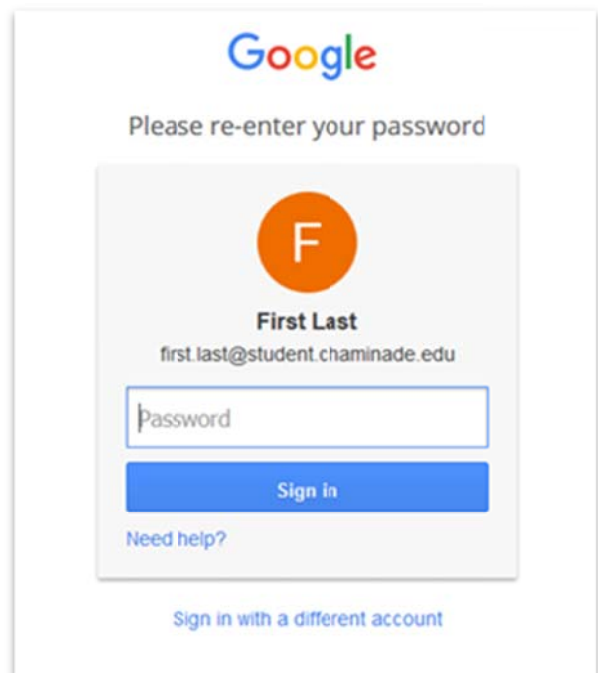 Google
Please re-enter your password
F
First Last
first.last@student.chaminade.edu
Password
Sign in
Need help?
Sign in with a different account